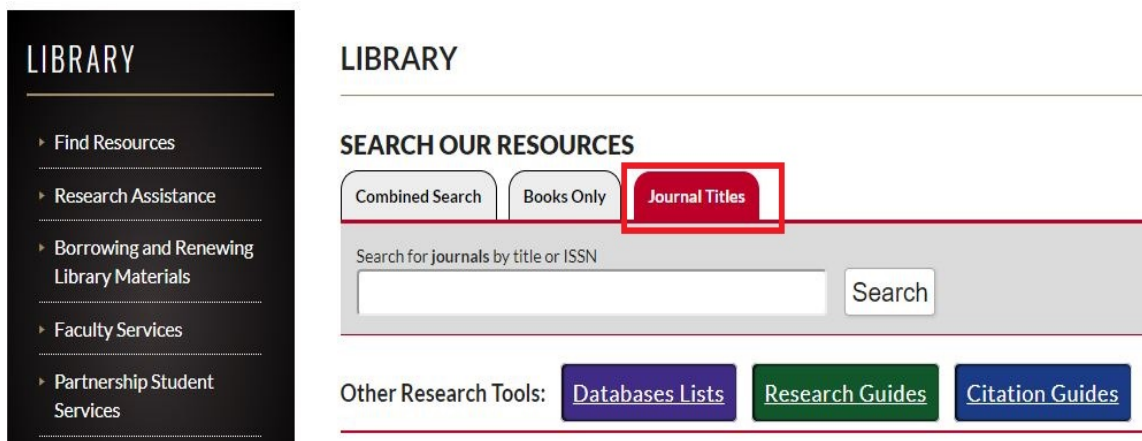 LIBRARY
Find Resources
Research Assistance
Borrowing and Renewing
Library Materials
Faculty Services
Partnership Student
Services
LIBRARY
SEARCH OUR RESOURCES
Combined Search Books Only Journal Titles
Search for journals by title or ISSN
Search
Other Research Tools: Databases Lists Research Guides Citation Guides